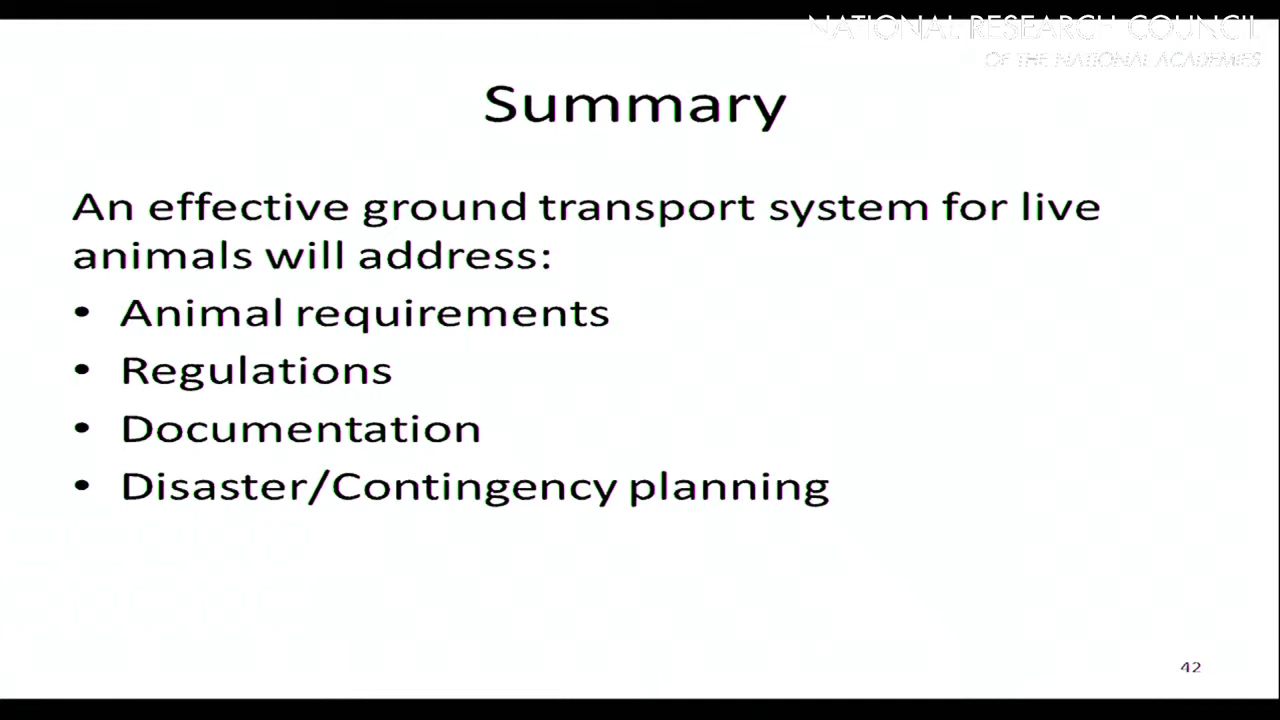 NATIONAL RESEARCH COUNCIL
OF THE NATIONAL ACADEMIES
Summary
An effective ground transport system for live
animals will address:
• Animal requirements
• Regulations
• Documentation
• Disaster/Contingency planning
42